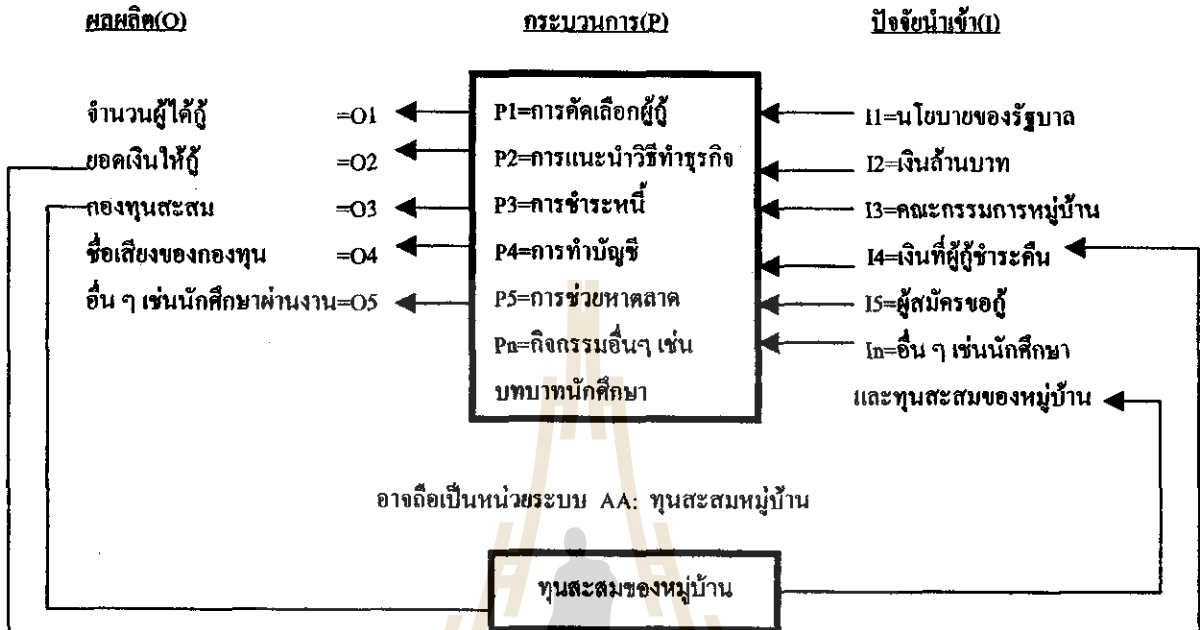 ผลผลิต(O) กระบวนการ(P) ปัจจัยนำเข้า(I)
จำนวนผู้ได้กู้ =O1 P1=การคัดเลือกผู้กู้ I1=นโยบายของรัฐบาล
ยอดเงินให้กู้ =O2 P2=การแนะนำวิธีทำธุรกิจ I2=เงินล้านบาท
กองทุนสะสม =O3 P3=การชำระหนี้ I3=คณะกรรมการหมู่บ้าน
ชื่อเสียงของกองทุน =O4 P4=การทำบัญชี I4=เงินที่ผู้กู้ชำระคืน
อื่น ๆ เช่นนักศึกษาผ่านงาน=O5 P5=การช่วยหาตลาด I5=ผู้สมัครขอกู้
Pn=กิจกรรมอื่นๆ เช่น In=อื่น ๆ เช่นนักศึกษา
บทบาทนักศึกษา และทุนสะสมของหมู่บ้าน
อาจถือเป็นหน่วยระบบ AA: ทุนสะสมหมู่บ้าน
ทุนสะสมของหมู่บ้าน